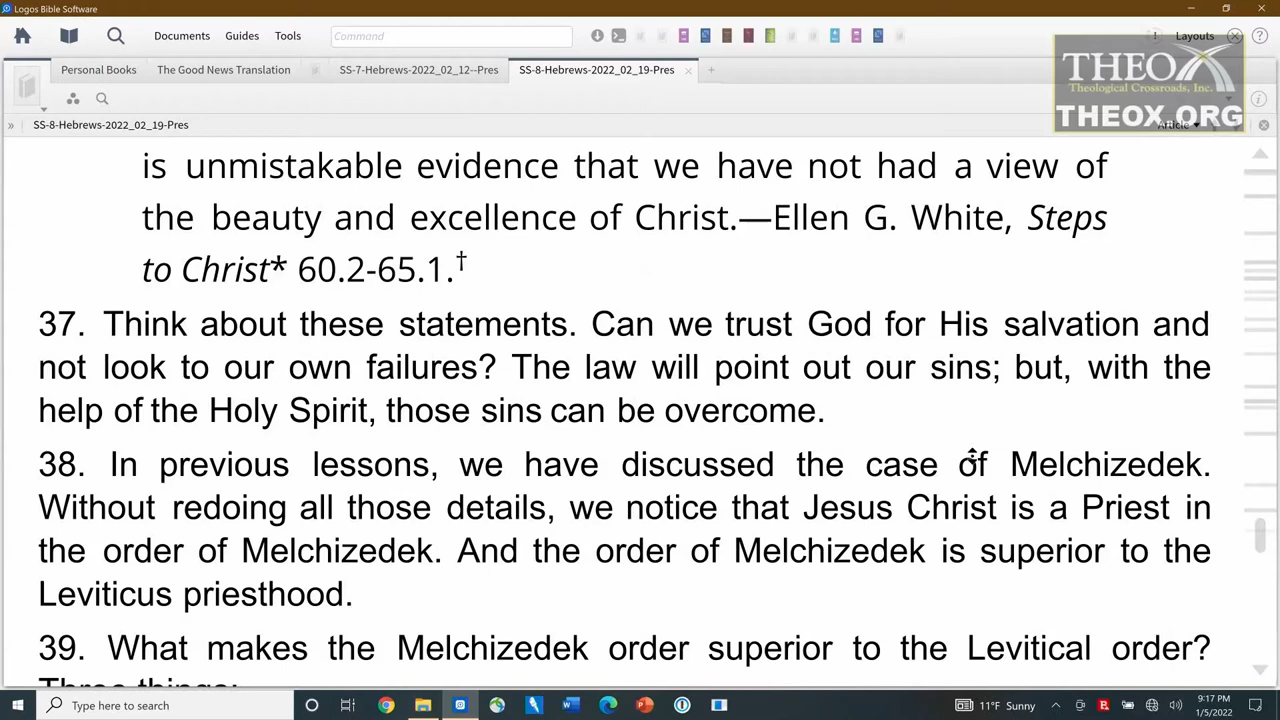 Logos Bible Software
Documents Guides Tools Command Layouts
Personal Books The Good News Translation SS-7-Hebrews-2022_02_12--Pres SS-8-Hebrews-2022_02_19-Pres
THEOX
Theological Crossroads, Inc.
THEOX.ORG
SS-8-Hebrews-2022_02_19-Pres Article
is unmistakable evidence that we have not had a view of
the beauty and excellence of Christ.—Ellen G. White, Steps
to Christ* 60.2-65.1.†
37. Think about these statements. Can we trust God for His salvation and
not look to our own failures? The law will point out our sins; but, with the
help of the Holy Spirit, those sins can be overcome.
38. In previous lessons, we have discussed the case of Melchizedek.
Without redoing all those details, we notice that Jesus Christ is a Priest in
the order of Melchizedek. And the order of Melchizedek is superior to the
Leviticus priesthood.
39. What makes the Melchizedek order superior to the Levitical order?
Three things:
Type here to search 11°F Sunny 9:17 PM
1/5/2022